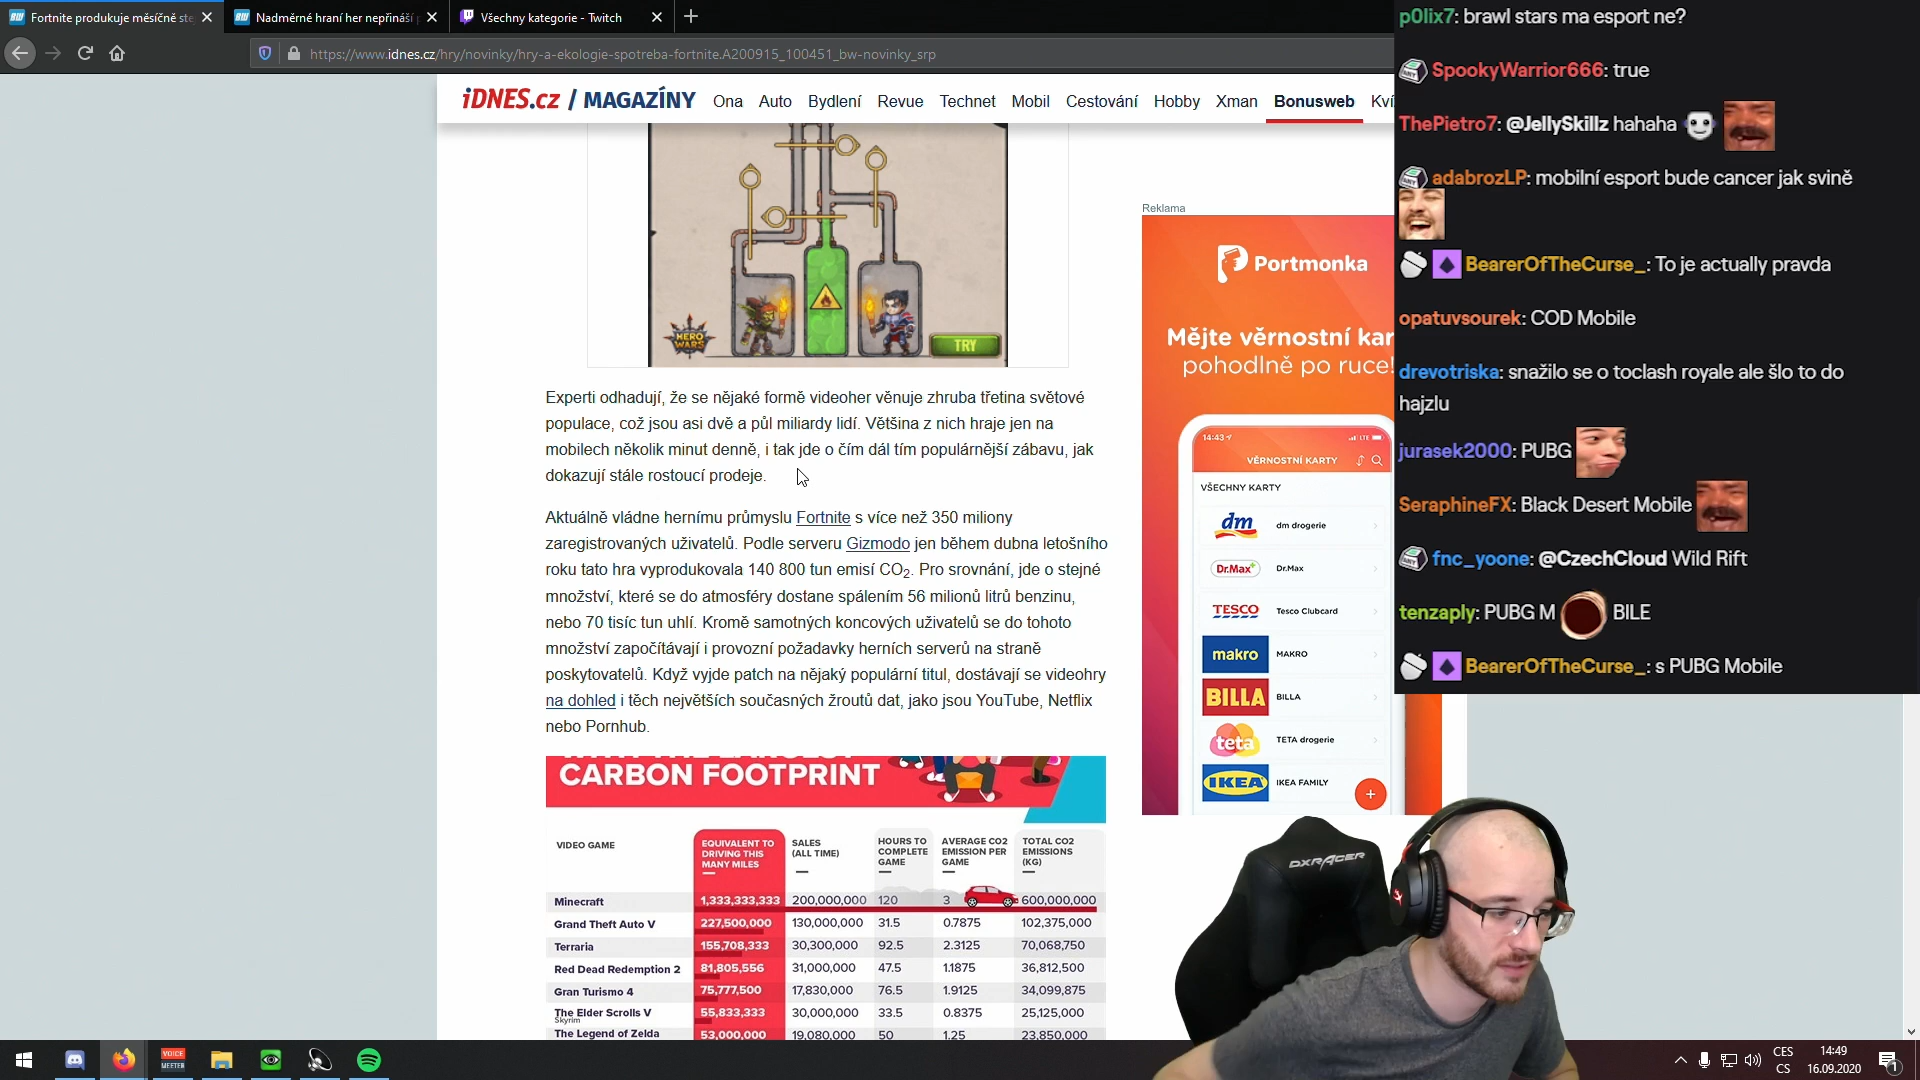 Fortnite produkuje měsíčně ste
Nadměrné hraní her nepřináší p
Všechny kategorie - Twitch
https://www.idnes.cz/hry/novinky/hry-a-ekologie-spotreba-fortnite.A200915_100451_bw-novinky_srp
iDNES.cz / MAGAZÍNY Ona Auto Bydlení Revue Technet Mobil Cestování Hobby Xman Bonusweb Kví
HERO
WARS
TRY
Experti odhadují, že se nějaké formě videoher věnuje zhruba třetina světové
populace, což jsou asi dvě a půl miliardy lidí. Většina z nich hraje jen na
mobilech několik minut denně, i tak jde o čím dál tím populárnější zábavu, jak
dokazují stále rostoucí prodeje.
Aktuálně vládne hernímu průmyslu Fortnite s více než 350 miliony
zaregistrovaných uživatelů. Podle serveru Gizmodo jen během dubna letošního
roku tato hra vyprodukovala 140 800 tun emisí CO2. Pro srovnání, jde o stejné
množství, které se do atmosféry dostane spálením 56 milionů litrů benzinu,
nebo 70 tisíc tun uhlí. Kromě samotných koncových uživatelů se do tohoto
množství započítávají i provozní požadavky herních serverů na straně
poskytovatelů. Když vyjde patch na nějaký populární titul, dostávají se videohry
na dohled i těch největších současných žroutů dat, jako jsou YouTube, Netflix
nebo Pornhub.
CARBON FOOTPRINT
VIDEO GAME
EQUIVALENT TO
DRIVING THIS
MANY MILES
SALES
(ALL TIME)
HOURS TO
COMPLETE
GAME
AVERAGE CO2
EMISSION PER
GAME
TOTAL CO2
EMISSIONS
(KG)
Minecraft 1,333,333,333 200,000,000 120 3 600,000,000
Grand Theft Auto V 227,500,000 130,000,000 31.5 0.7875 102,375,000
Terraria 155,708,333 30,300,000 92.5 2.3125 70,068,750
Red Dead Redemption 2 81,805,556 31,000,000 47.5 1.1875 36,812,500
Gran Turismo 4 75,777,500 17,830,000 76.5 1.9125 34,099,875
The Elder Scrolls V 55,833,333 30,000,000 33.5 0.8375 25,125,000
Skyrim
The Legend of Zelda 53,000,000 19,080,000 50 1.25 23,850,000
Reklama
Portmonka
Mějte věrnostní kar
pohodlně po ruce!
14:43 LTE
VĚRNOSTNÍ KARTY
VŠECHNY KARTY
dm dm drogerie
Dr.Max+ Dr.Max
TESCO Tesco Clubcard
makro MAKRO
BILLA BILLA
teta TETA drogerie
IKEA IKEA FAMILY
+
p0lix7: brawl stars ma esport ne?
SpookyWarrior666: true
ThePietro7: @JellySkillz hahaha
adabrozLP: mobilní esport bude cancer jak svině
BearerOfTheCurse_: To je actually pravda
opatuvsourek: COD Mobile
drevotriska: snažilo se o toclash royale ale šlo to do
hajzlu
jurasek2000: PUBG
SeraphineFX: Black Desert Mobile
fnc_yoone: @CzechCloud Wild Rift
tenzaply: PUBG M BILE
BearerOfTheCurse_: s PUBG Mobile
DXRACER
VOICE
MEETER
CES
CS
14:49
16.09.2020
1